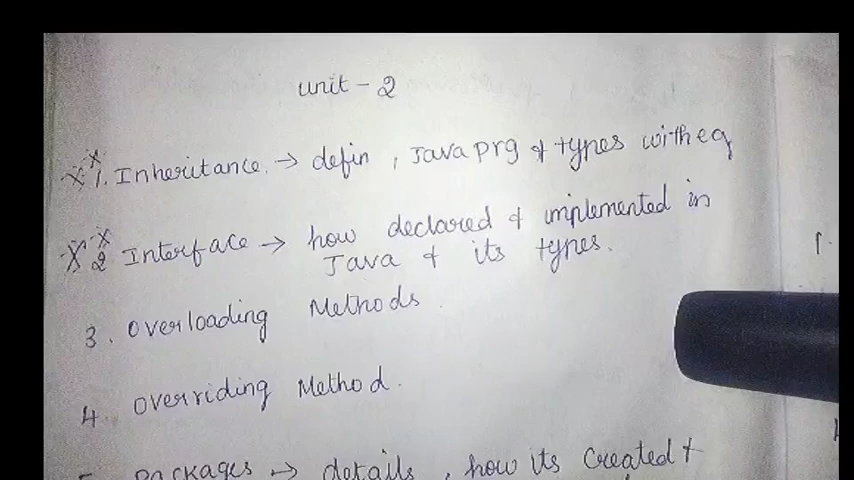 unit - 2
1. Inheritance. → defin, Java prg & types with eg
2 Interface → how declared & implemented in
Java & its types.
3. Overloading Methods
4 Overriding Method.
5. Packages → details, how its created &